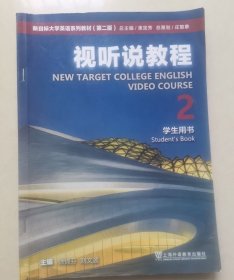 新目标大学英语系列教材（第二版）
视听说教程
NEW TARGET COLLEGE ENGLISH
VIDEO COURSE
2
学生用书
Student's Book
主编
上海外语教育出版社